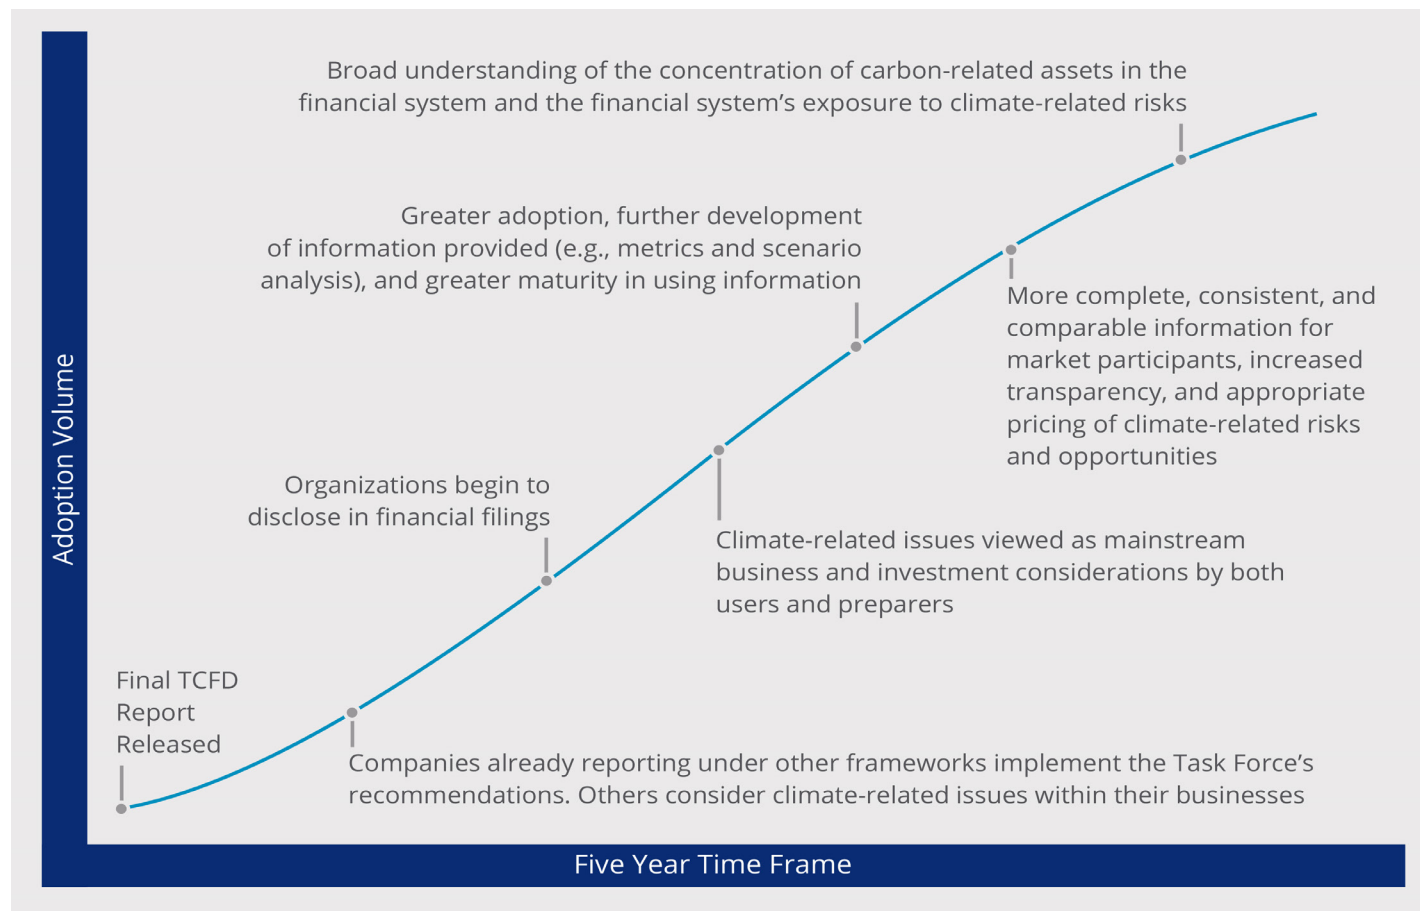 Broad understanding of the concentration of carbon-related assets in the
financial system and the financial system’s exposure to climate-related risks
Greater adoption, further development
of information provided (e.g., metrics and scenario
analysis), and greater maturity in using information
More complete, consistent, and
comparable information for
market participants, increased
transparency, and appropriate
pricing of climate-related risks
and opportunities
Adoption Volume
Organizations begin to
disclose in financial filings
Climate-related issues viewed as mainstream
business and investment considerations by both
users and preparers
Final TCFD
Report
Released
Companies already reporting under other frameworks implement the Task Force’s
recommendations. Others consider climate-related issues within their businesses
Five Year Time Frame